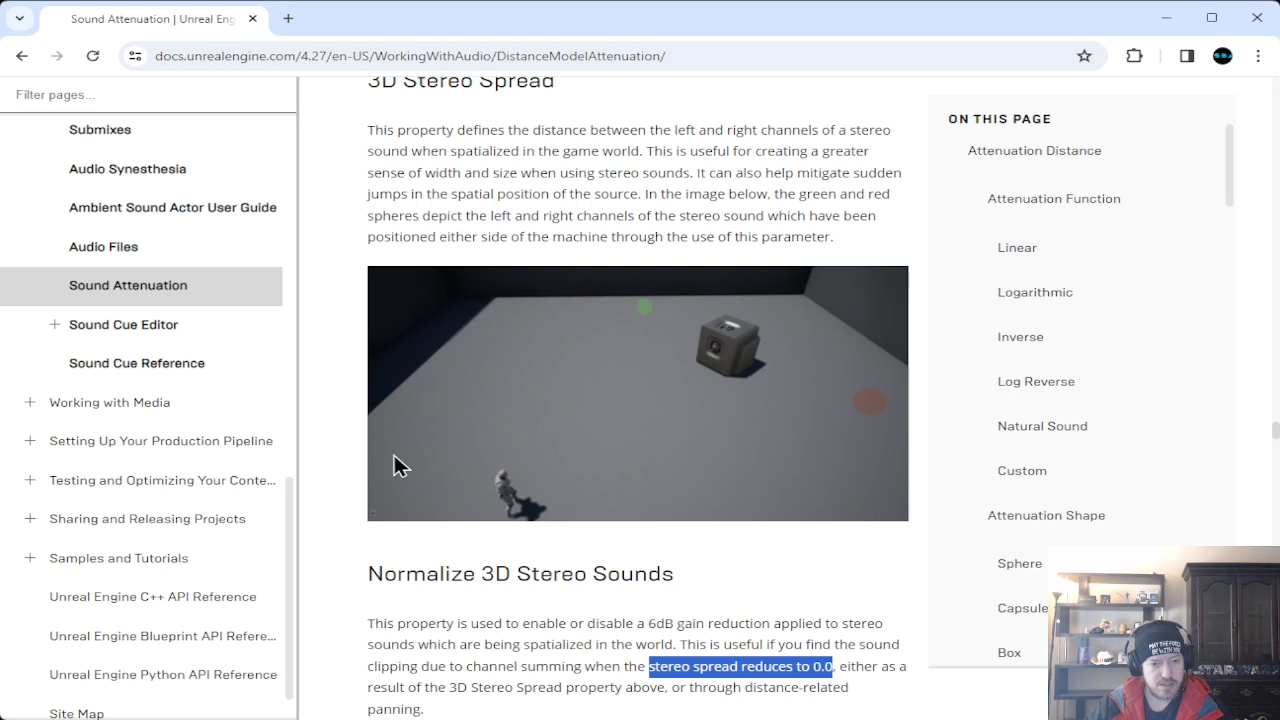 Sound Attenuation | Unreal Eng
docs.unrealengine.com/4.27/en-US/WorkingWithAudio/DistanceModelAttenuation/
Filter pages...
Submixes
Audio Synesthesia
Ambient Sound Actor User Guide
Audio Files
Sound Attenuation
Sound Cue Editor
Sound Cue Reference
Working with Media
Setting Up Your Production Pipeline
Testing and Optimizing Your Conte...
Sharing and Releasing Projects
Samples and Tutorials
Unreal Engine C++ API Reference
Unreal Engine Blueprint API Refere...
Unreal Engine Python API Reference
Site Map
3D Stereo Spread
This property defines the distance between the left and right channels of a stereo
sound when spatialized in the game world. This is useful for creating a greater
sense of width and size when using stereo sounds. It can also help mitigate sudden
jumps in the spatial position of the source. In the image below, the green and red
spheres depict the left and right channels of the stereo sound which have been
positioned either side of the machine through the use of this parameter.
Normalize 3D Stereo Sounds
This property is used to enable or disable a 6dB gain reduction applied to stereo
sounds which are being spatialized in the world. This is useful if you find the sound
clipping due to channel summing when the stereo spread reduces to 0.0, either as a
result of the 3D Stereo Spread property above, or through distance-related
panning.
ON THIS PAGE
Attenuation Distance
Attenuation Function
Linear
Logarithmic
Inverse
Log Reverse
Natural Sound
Custom
Attenuation Shape
Sphere
Capsule
Box
MAY THE FORCE
BE WITH YOU
STAR WARS